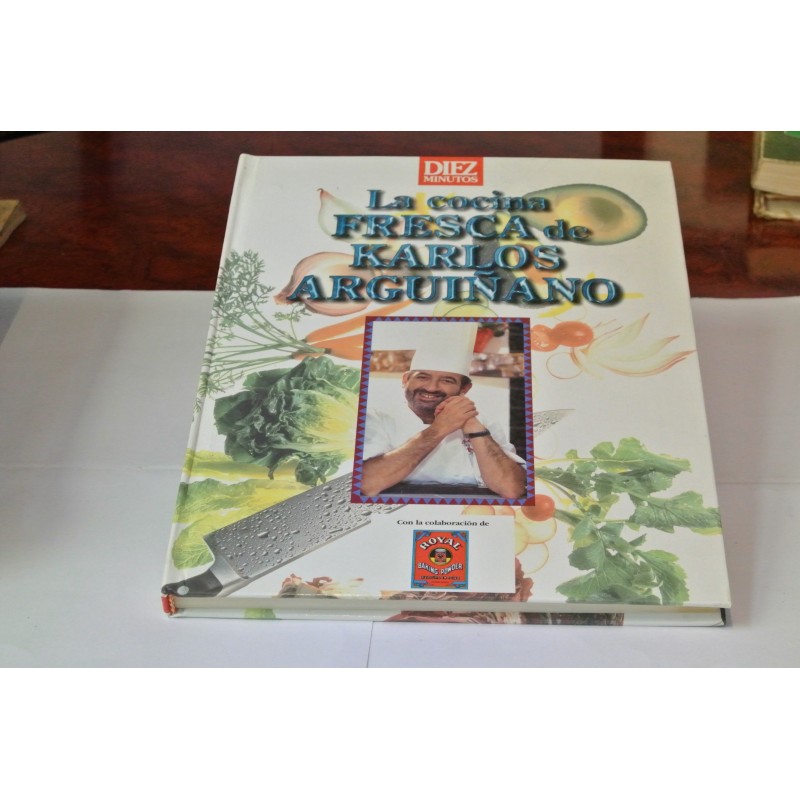 DIEZ
MINUTOS
La cocina
FRESCA de
KARLOS
ARGUIÑANO
Con la colaboración de
ROYAL
BAKING POWDER